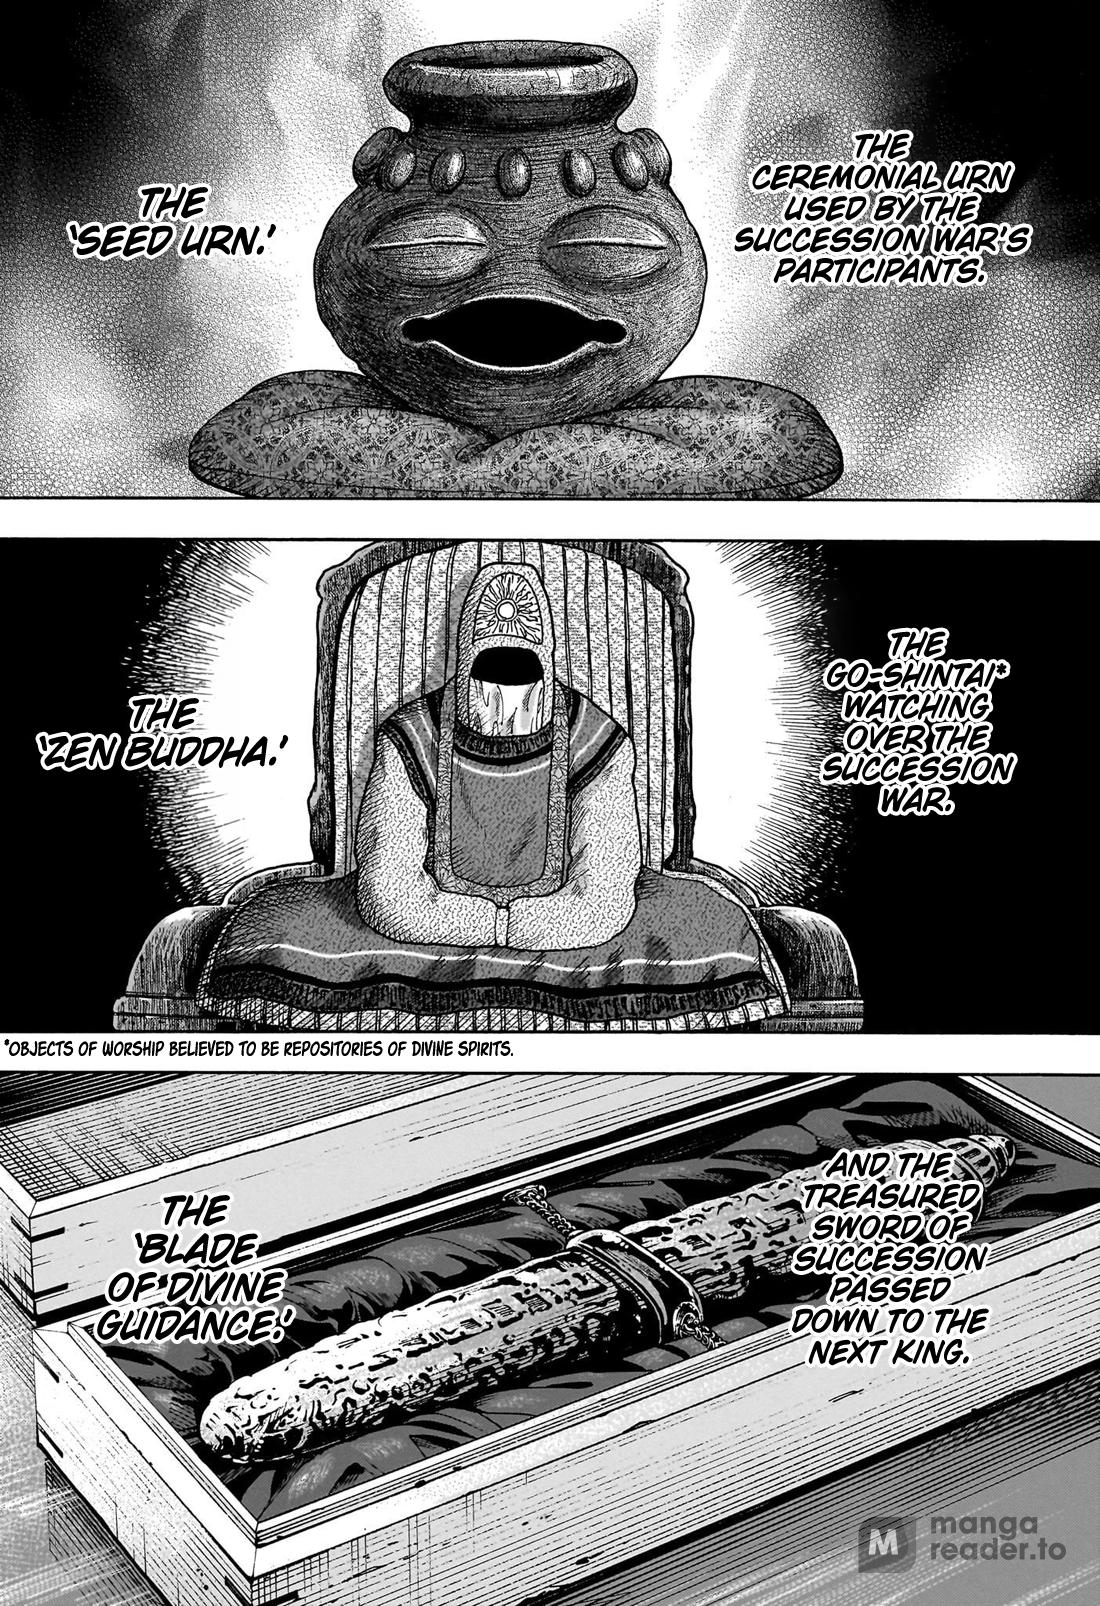 THE
CEREMONIAL URN
USED BY THE
SUCCESSION WAR'S
PARTICIPANTS.
THE
'SEED URN.'
THE
GO-SHINTAI*
WATCHING
OVER THE
SUCCESSION
WAR.
THE
'ZEN BUDDHA.'
*OBJECTS OF WORSHIP BELIEVED TO BE REPOSITORIES OF DIVINE SPIRITS.
AND THE
TREASURED
SWORD OF
SUCCESSION
PASSED
DOWN TO THE
NEXT KING.
THE
'BLADE
OF DIVINE
GUIDANCE.'
M manga
reader.to